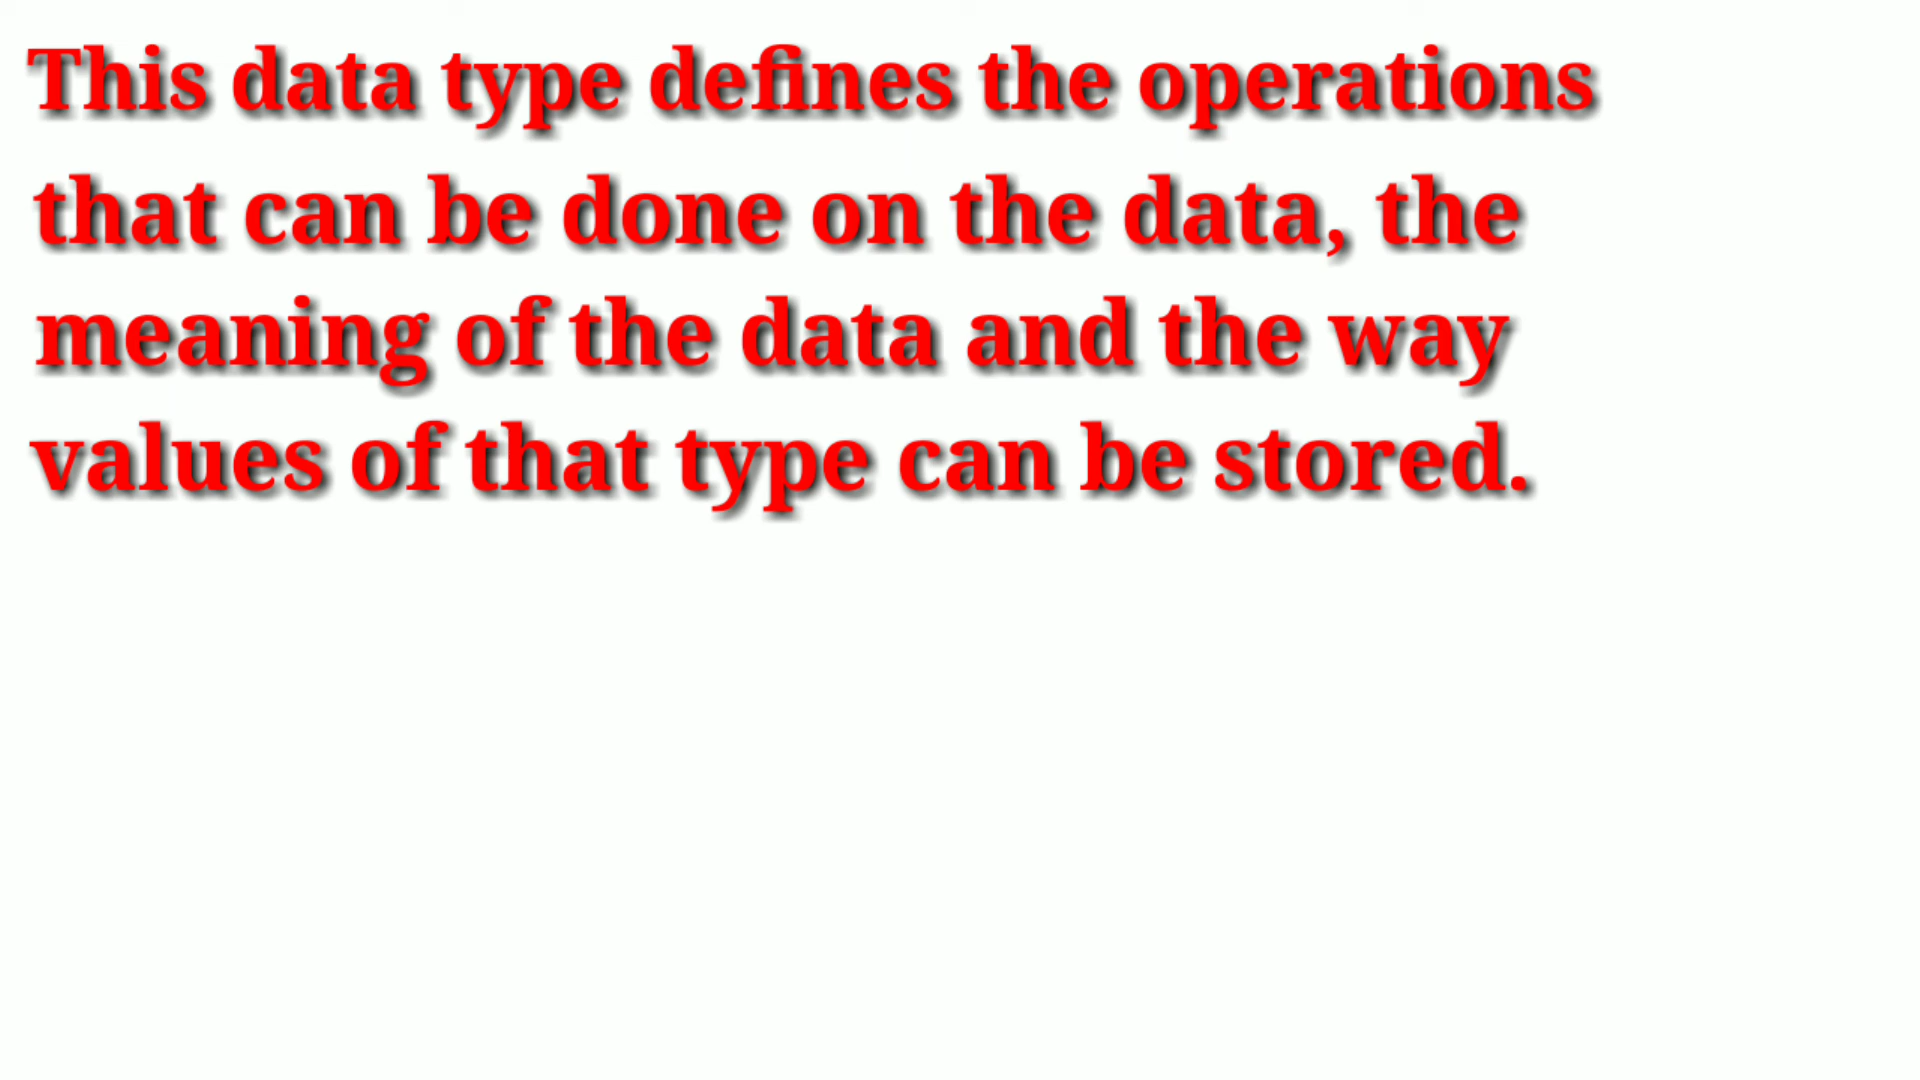 This data type defines the operations
that can be done on the data, the
meaning of the data and the way
values of that type can be stored.